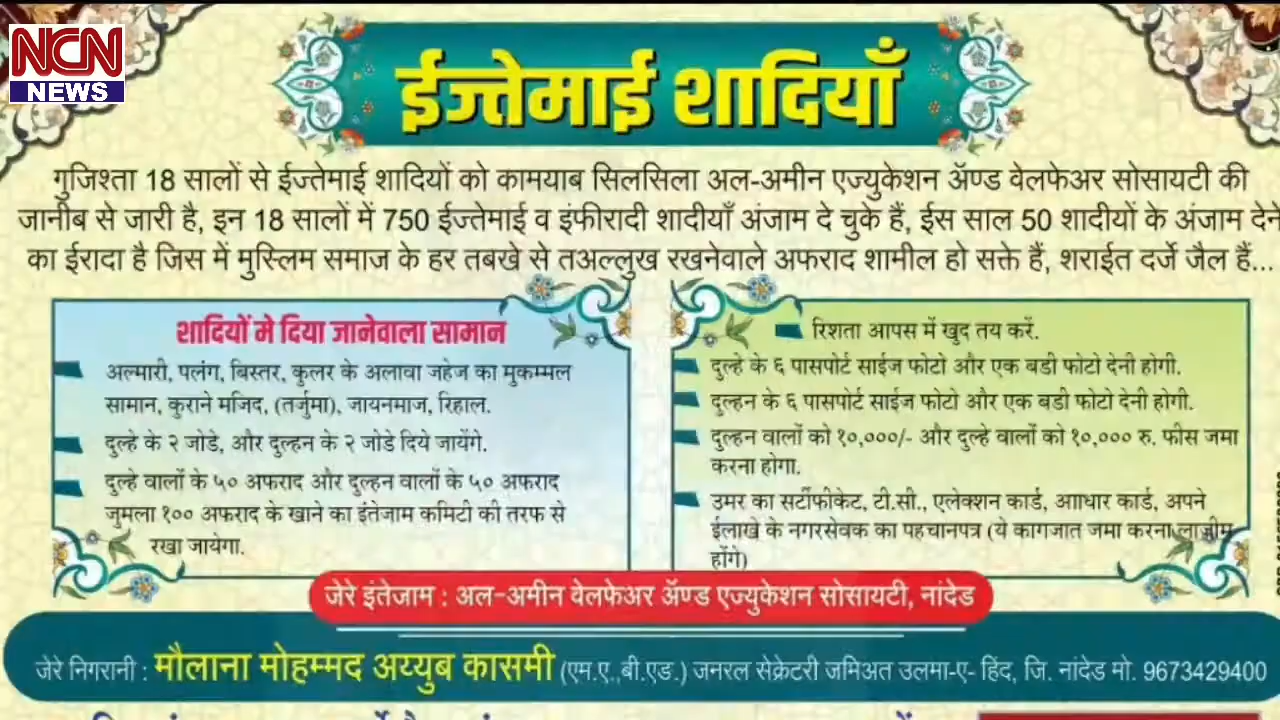 NCN
NEWS
ईज्तेमाई शादियाँ
गुजिश्ता 18 सालों से ईज्तेमाई शादियों को कामयाब सिलसिला अल-अमीन एज्युकेशन ॲण्ड वेलफेअर सोसायटी की
जानीब से जारी है, इन 18 सालों में 750 ईज्तेमाई व इंफीरादी शादीयाँ अंजाम दे चुके हैं, ईस साल 50 शादीयों के अंजाम देने
का ईरादा है जिस में मुस्लिम समाज के हर तबखे से तअल्लुख रखनेवाले अफराद शामील हो सक्ते हैं, शराईत दर्जे जैल हैं...
शादियों मे दिया जानेवाला सामान
अल्मारी, पलंग, बिस्तर, कुलर के अलावा जहेज का मुकम्मल
सामान, कुराने मजिद, (तर्जुमा), जायनमाज, रिहाल.
दुल्हे के २ जोडे, और दुल्हन के २ जोडे दिये जायेंगे.
दुल्हे वालों के ५० अफराद और दुल्हन वालों के ५० अफराद
जुमला १०० अफराद के खाने का इंतेजाम कमिटी की तरफ से
रखा जायेगा.
रिशता आपस में खुद तय करें.
दुल्हे के ६ पासपोर्ट साईज फोटो और एक बडी फोटो देनी होगी.
दुल्हन के ६ पासपोर्ट साईज फोटो और एक बडी फोटो देनी होगी.
दुल्हन वालों को १०,०००/- और दुल्हे वालों को १०,००० रु. फीस जमा
करना होगा.
उमर का सर्टीफीकेट, टी.सी., एलेक्शन कार्ड, आाधार कार्ड, अपने
ईलाखे के नगरसेवक का पहचानपत्र (ये कागजात जमा करना लाज़ीम
होंगे)
जेरे इंतेजाम : अल-अमीन वेलफेअर ॲण्ड एज्युकेशन सोसायटी, नांदेड
जेरे निगरानी : मौलाना मोहम्मद अय्युब कासमी (एम.ए.,बी.एड.) जनरल सेक्रेटरी जमिअत उलमा-ए- हिंद, जि. नांदेड मो. 9673429400